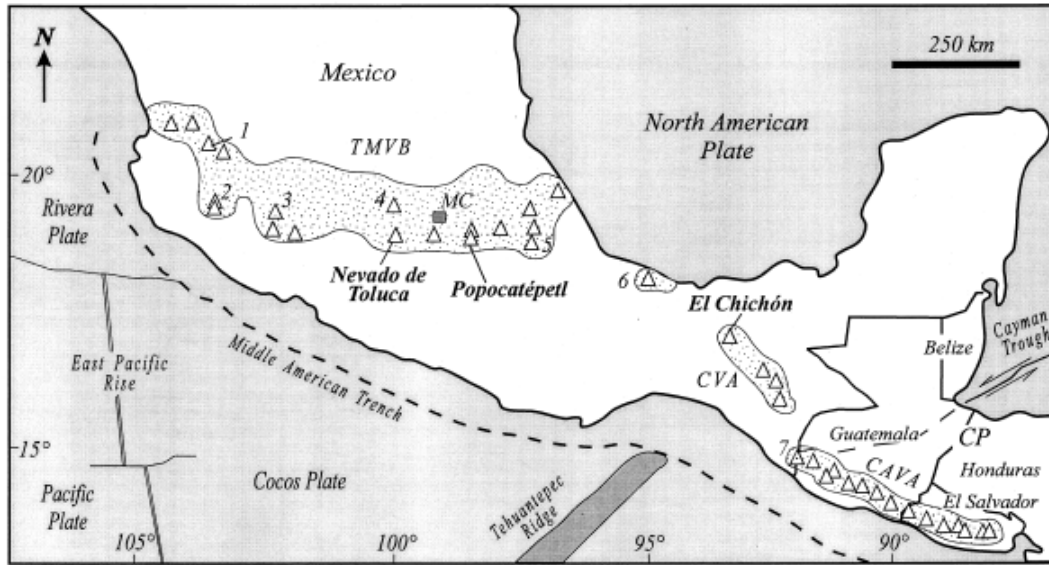 N
250 km
Mexico
North American
Plate
1
TMVB
20°
Rivera
Plate
2
3
4
MC
5
Nevado de
Toluca
Popocatépetl
6
El Chichón
Cayman
Trough
Belize
East Pacific
Rise
Middle American Trench
CVA
15°
7
Guatemala
CP
CAVA
Honduras
El Salvador
Pacific
Plate
Cocos Plate
Tehuantepec
Ridge
105°
100°
95°
90°